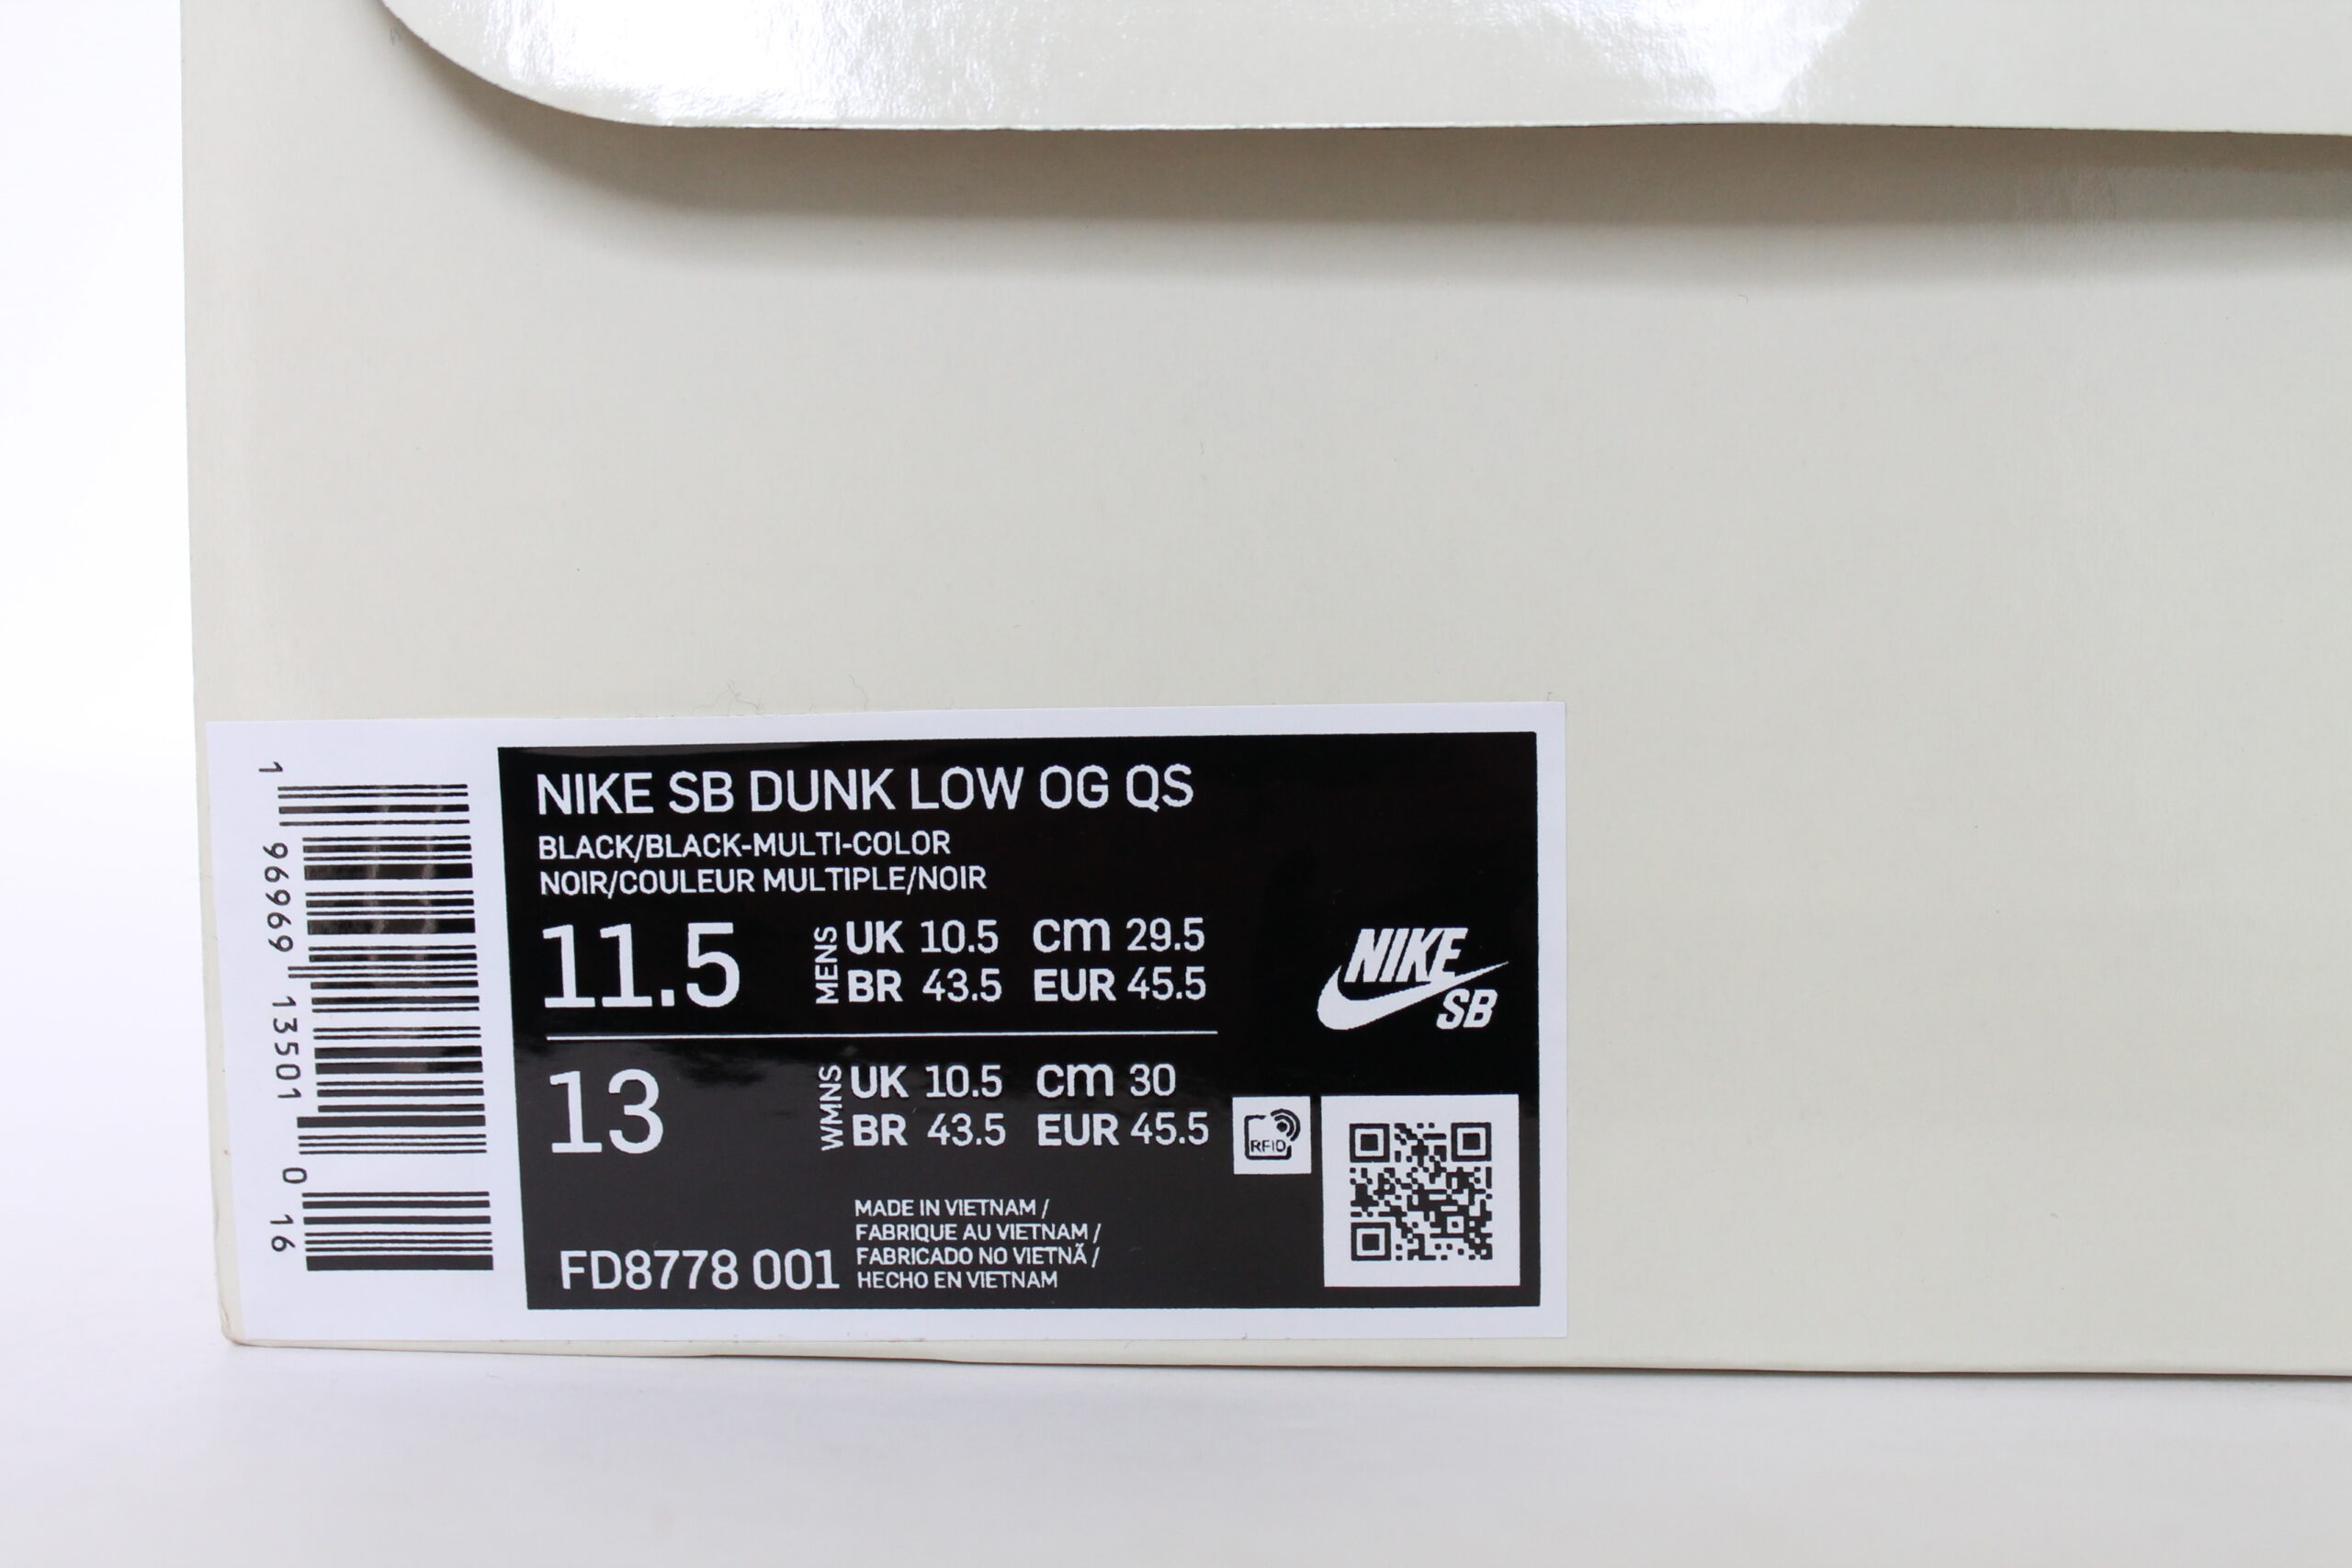 1 96969 13501 0 16
NIKE SB DUNK LOW OG QS
BLACK/BLACK-MULTI-COLOR
NOIR/COULEUR MULTIPLE/NOIR
11.5 MENS UK 10.5 cm 29.5
BR 43.5 EUR 45.5
NIKE
SB
13 WMNS UK 10.5 cm 30
BR 43.5 EUR 45.5
RFID
FD8778 001
MADE IN VIETNAM /
FABRIQUE AU VIETNAM /
FABRICADO NO VIETNÃ /
HECHO EN VIETNAM